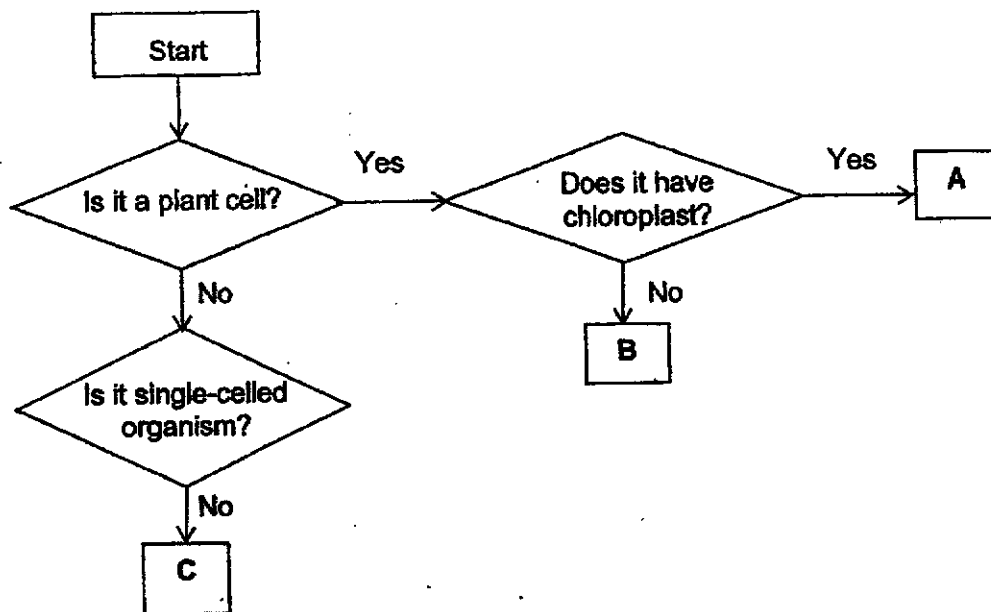 Start
Is it a plant cell?
Yes
Does it have
chloroplast?
Yes
A
No
B
No
Is it single-celled
organism?
No
C